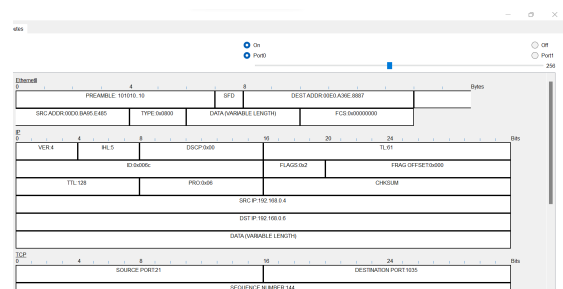 etes
On Off
Port0 Port1
256
EthernetII
0 4 8 Bytes
PREAMBLE: 101010..10 SFD DEST ADDR:00E0.A36E.8887
SRC ADDR:00D0.BA95.E485 TYPE:0x0800 DATA (VARIABLE LENGTH) FCS:0x00000000
IP
0 4 8 16 20 24 Bits
VER:4 IHL:5 DSCP:0x00 TL:61
ID:0x006c FLAGS:0x2 FRAG OFFSET:0x000
TTL:128 PRO:0x06 CHKSUM
SRC IP:192.168.0.4
DST IP:192.168.0.6
DATA (VARIABLE LENGTH)
TCP
0 4 8 16 24 Bits
SOURCE PORT:21 DESTINATION PORT:1035
SEQUENCE NUMBER:144